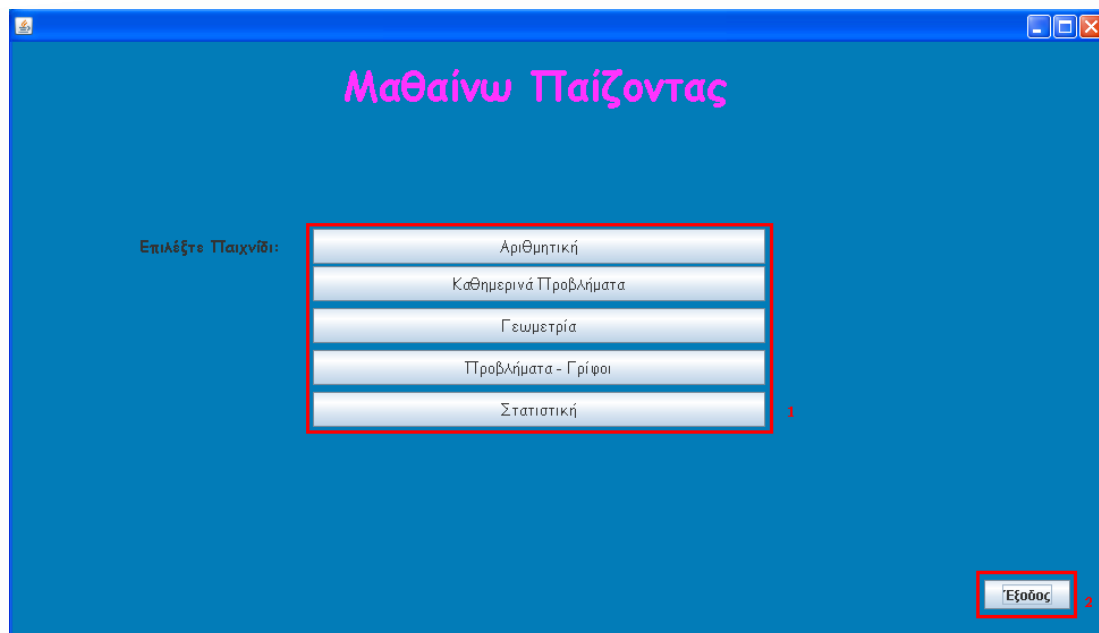 Μαθαίνω Παίζοντας
Επιλέξτε Παιχνίδι:
Αριθμητική
Καθημερινά Προβλήματα
Γεωμετρία
Προβλήματα - Γρίφοι
Στατιστική
1
Έξοδος
2